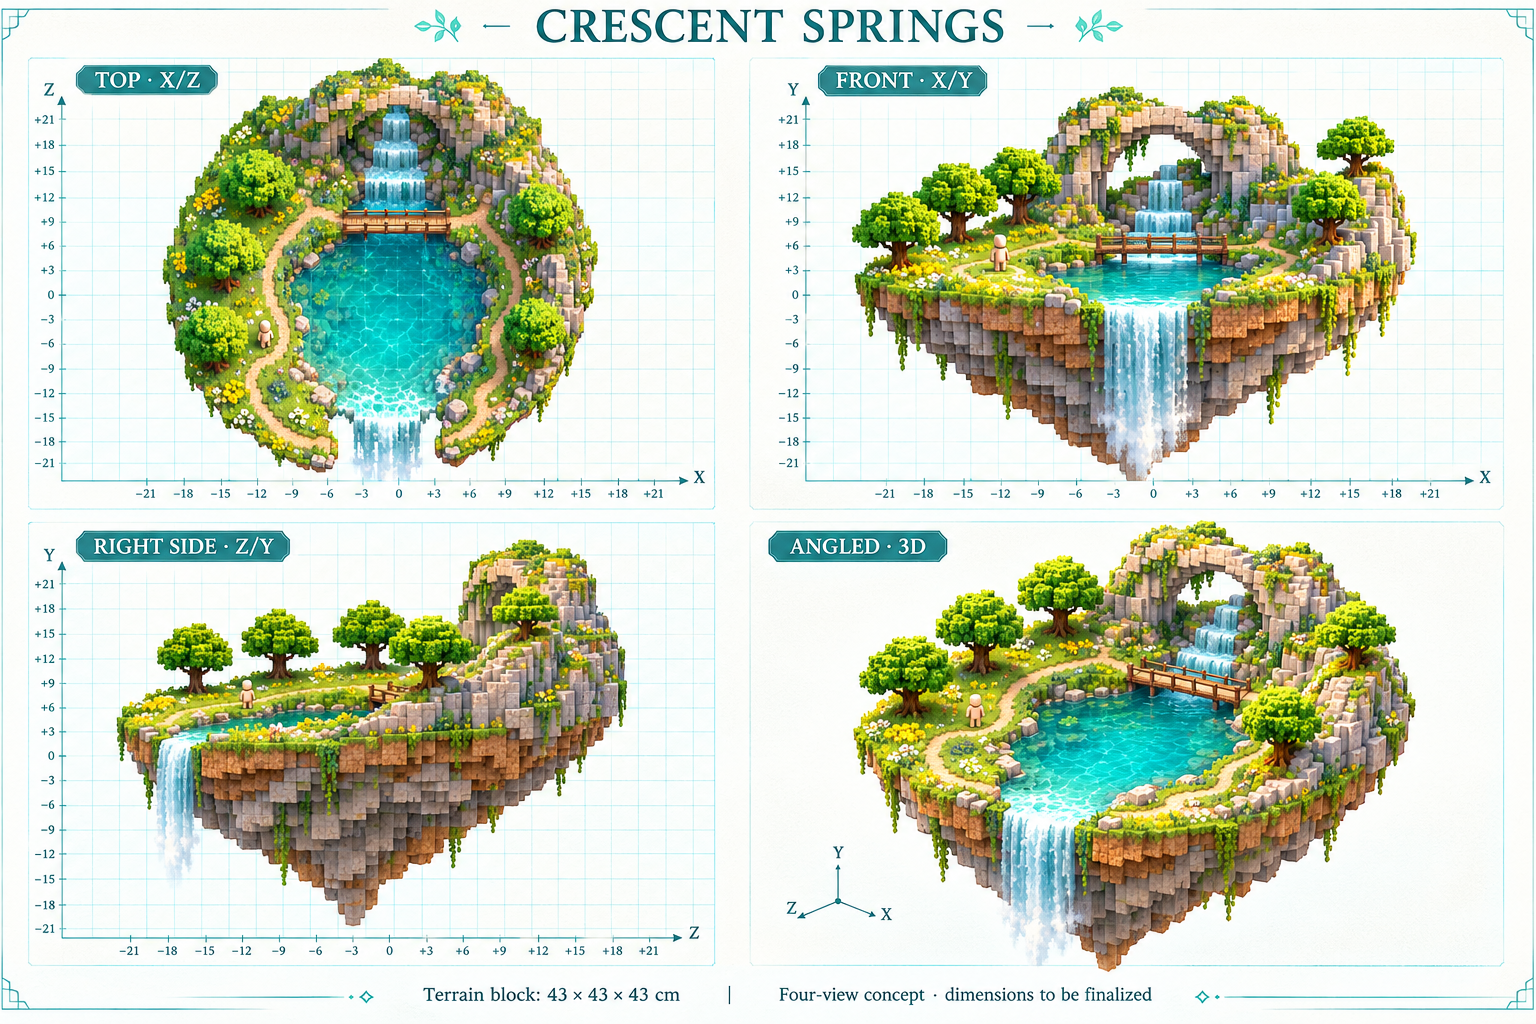 CRESCENT SPRINGS
TOP · X/Z
Z
+21
+18
+15
+12
+9
+6
+3
0
−3
−6
−9
−12
−15
−18
−21
−21 −18 −15 −12 −9 −6 −3 0 +3 +6 +9 +12 +15 +18 +21
X
FRONT · X/Y
Y
+21
+18
+15
+12
+9
+6
+3
0
−3
−6
−9
−12
−15
−18
−21
−21 −18 −12 −9 −6 −3 0 +3 +6 +9 +12 +15 +18 +21
X
RIGHT SIDE · Z/Y
Y
+21
+18
+15
+12
+9
+6
+3
0
−3
−6
−9
−12
−15
−18
−21
−21 −18 −15 −12 −9 −6 −3 0 +3 +6 +9 +12 +15 +18 +21
Z
ANGLED · 3D
Y
Z
X
Terrain block: 43 × 43 × 43 cm | Four-view concept · dimensions to be finalized